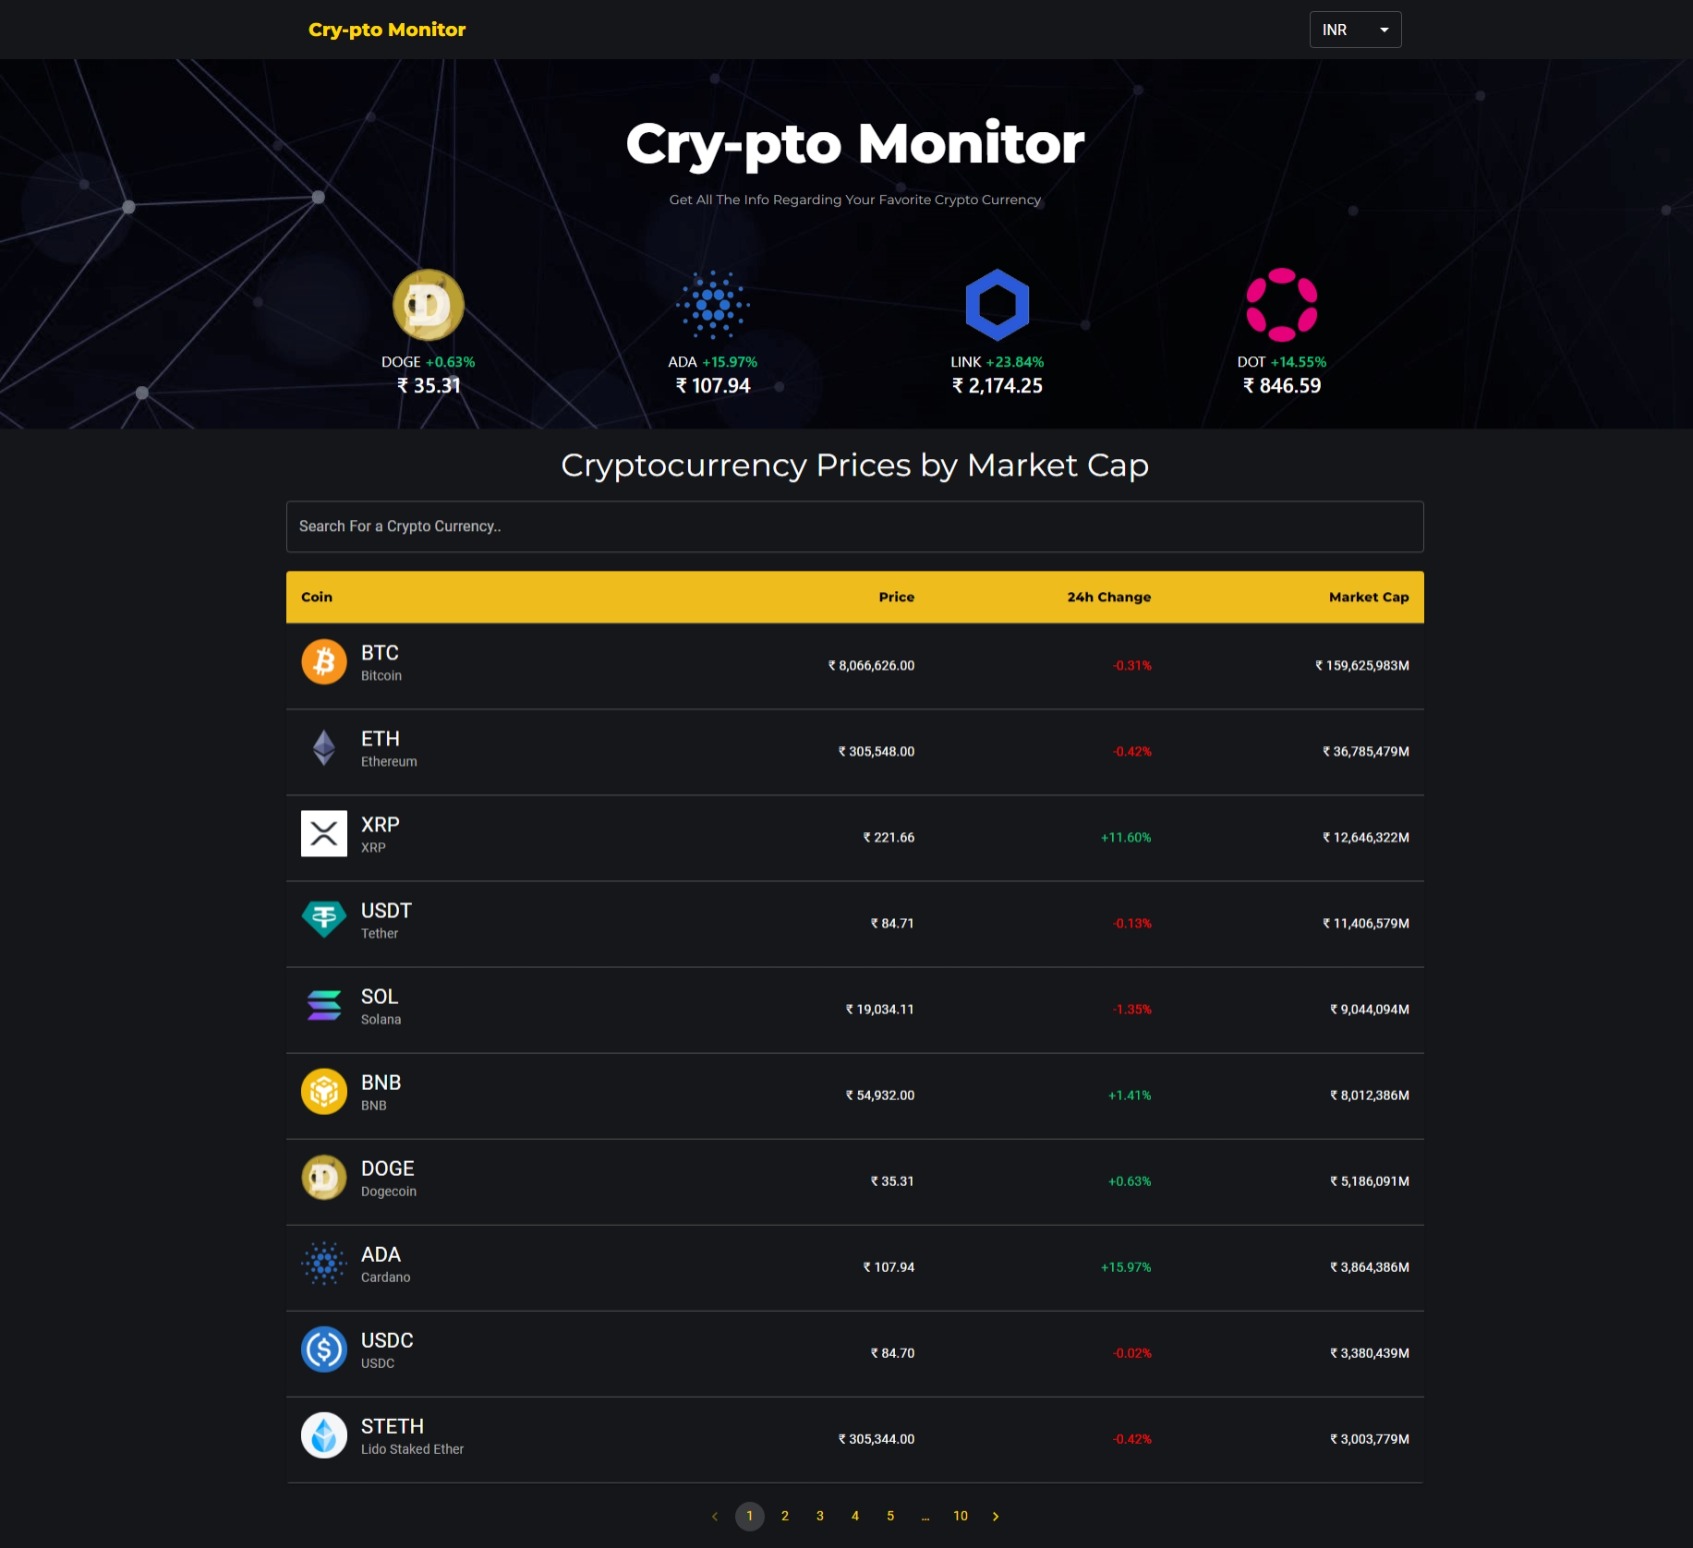 Cry-pto Monitor
INR
Cry-pto Monitor
Get All The Info Regarding Your Favorite Crypto Currency
DOGE +0.63%
₹ 35.31
ADA +15.97%
₹ 107.94
LINK +23.84%
₹ 2,174.25
DOT +14.55%
₹ 846.59
Cryptocurrency Prices by Market Cap
Search For a Crypto Currency..
Coin Price 24h Change Market Cap
BTC
Bitcoin
₹ 8,066,626.00 -0.31% ₹ 159,625,983M
ETH
Ethereum
₹ 305,548.00 -0.42% ₹ 36,785,479M
XRP
XRP
₹ 221.66 +11.60% ₹ 12,646,322M
USDT
Tether
₹ 84.71 -0.13% ₹ 11,406,579M
SOL
Solana
₹ 19,034.11 -1.35% ₹ 9,044,094M
BNB
BNB
₹ 54,932.00 +1.41% ₹ 8,012,386M
DOGE
Dogecoin
₹ 35.31 +0.63% ₹ 5,186,091M
ADA
Cardano
₹ 107.94 +15.97% ₹ 3,864,386M
USDC
USDC
₹ 84.70 -0.02% ₹ 3,380,439M
STETH
Lido Staked Ether
₹ 305,344.00 -0.42% ₹ 3,003,779M
1 2 3 4 5 ... 10